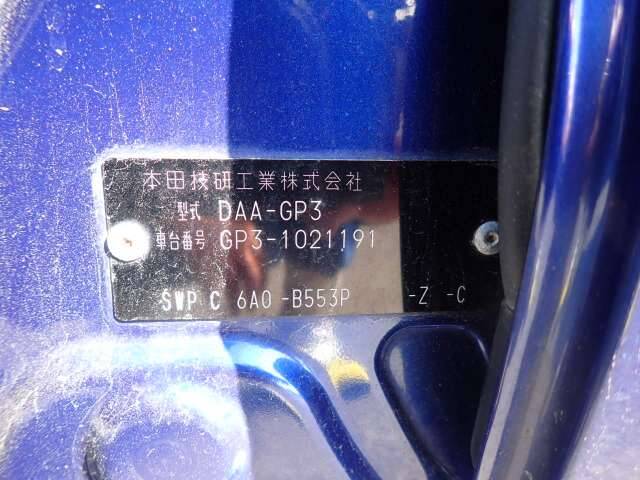 本田技研工業株式会社
型式 DAA-GP3
車台番号 GP3-1021191
SWP C 6A0 -B553P -Z -C